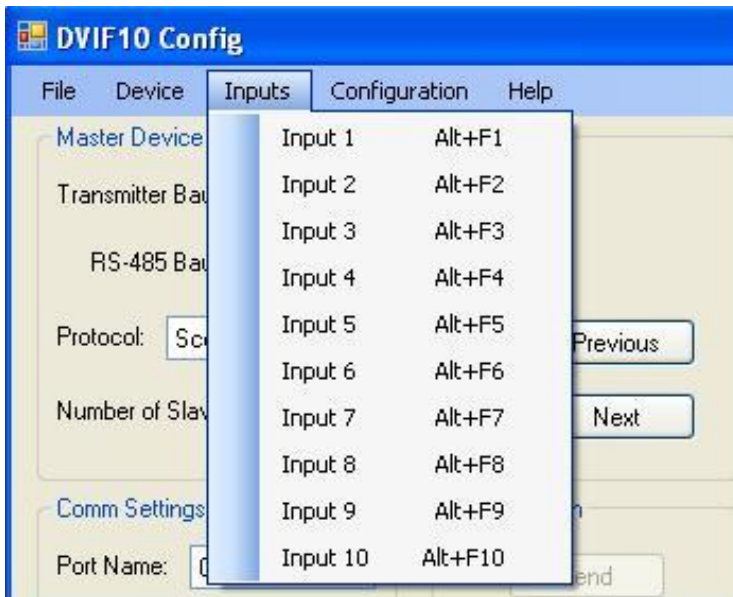 DVIF10 Config
File Device Inputs Configuration Help
Master Device
Input 1 Alt+F1
Transmitter
Input 2 Alt+F2
Input 3 Alt+F3
RS-485
Input 4 Alt+F4
Protocol:
Input 5 Alt+F5
Previous
Input 6 Alt+F6
Number of
Input 7 Alt+F7
Next
Input 8 Alt+F8
Comm Settings
Input 9 Alt+F9
Port Name:
Input 10 Alt+F10